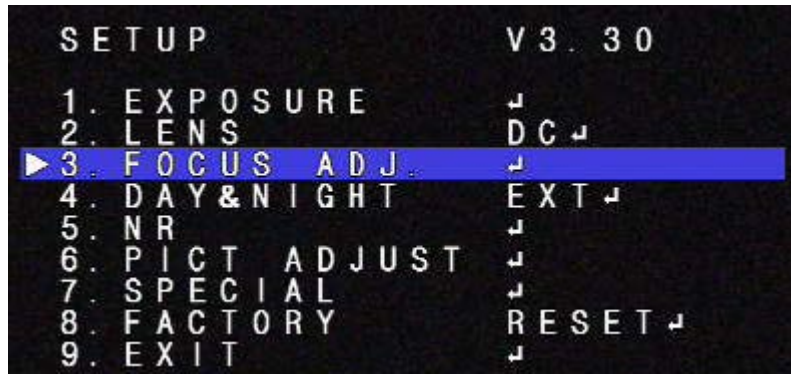 SETUP V3.30
1. EXPOSURE ↵
2. LENS DC↵
▶3. FOCUS ADJ. ↵
4. DAY&NIGHT EXT↵
5. NR ↵
6. PICT ADJUST ↵
7. SPECIAL ↵
8. FACTORY RESET↵
9. EXIT ↵